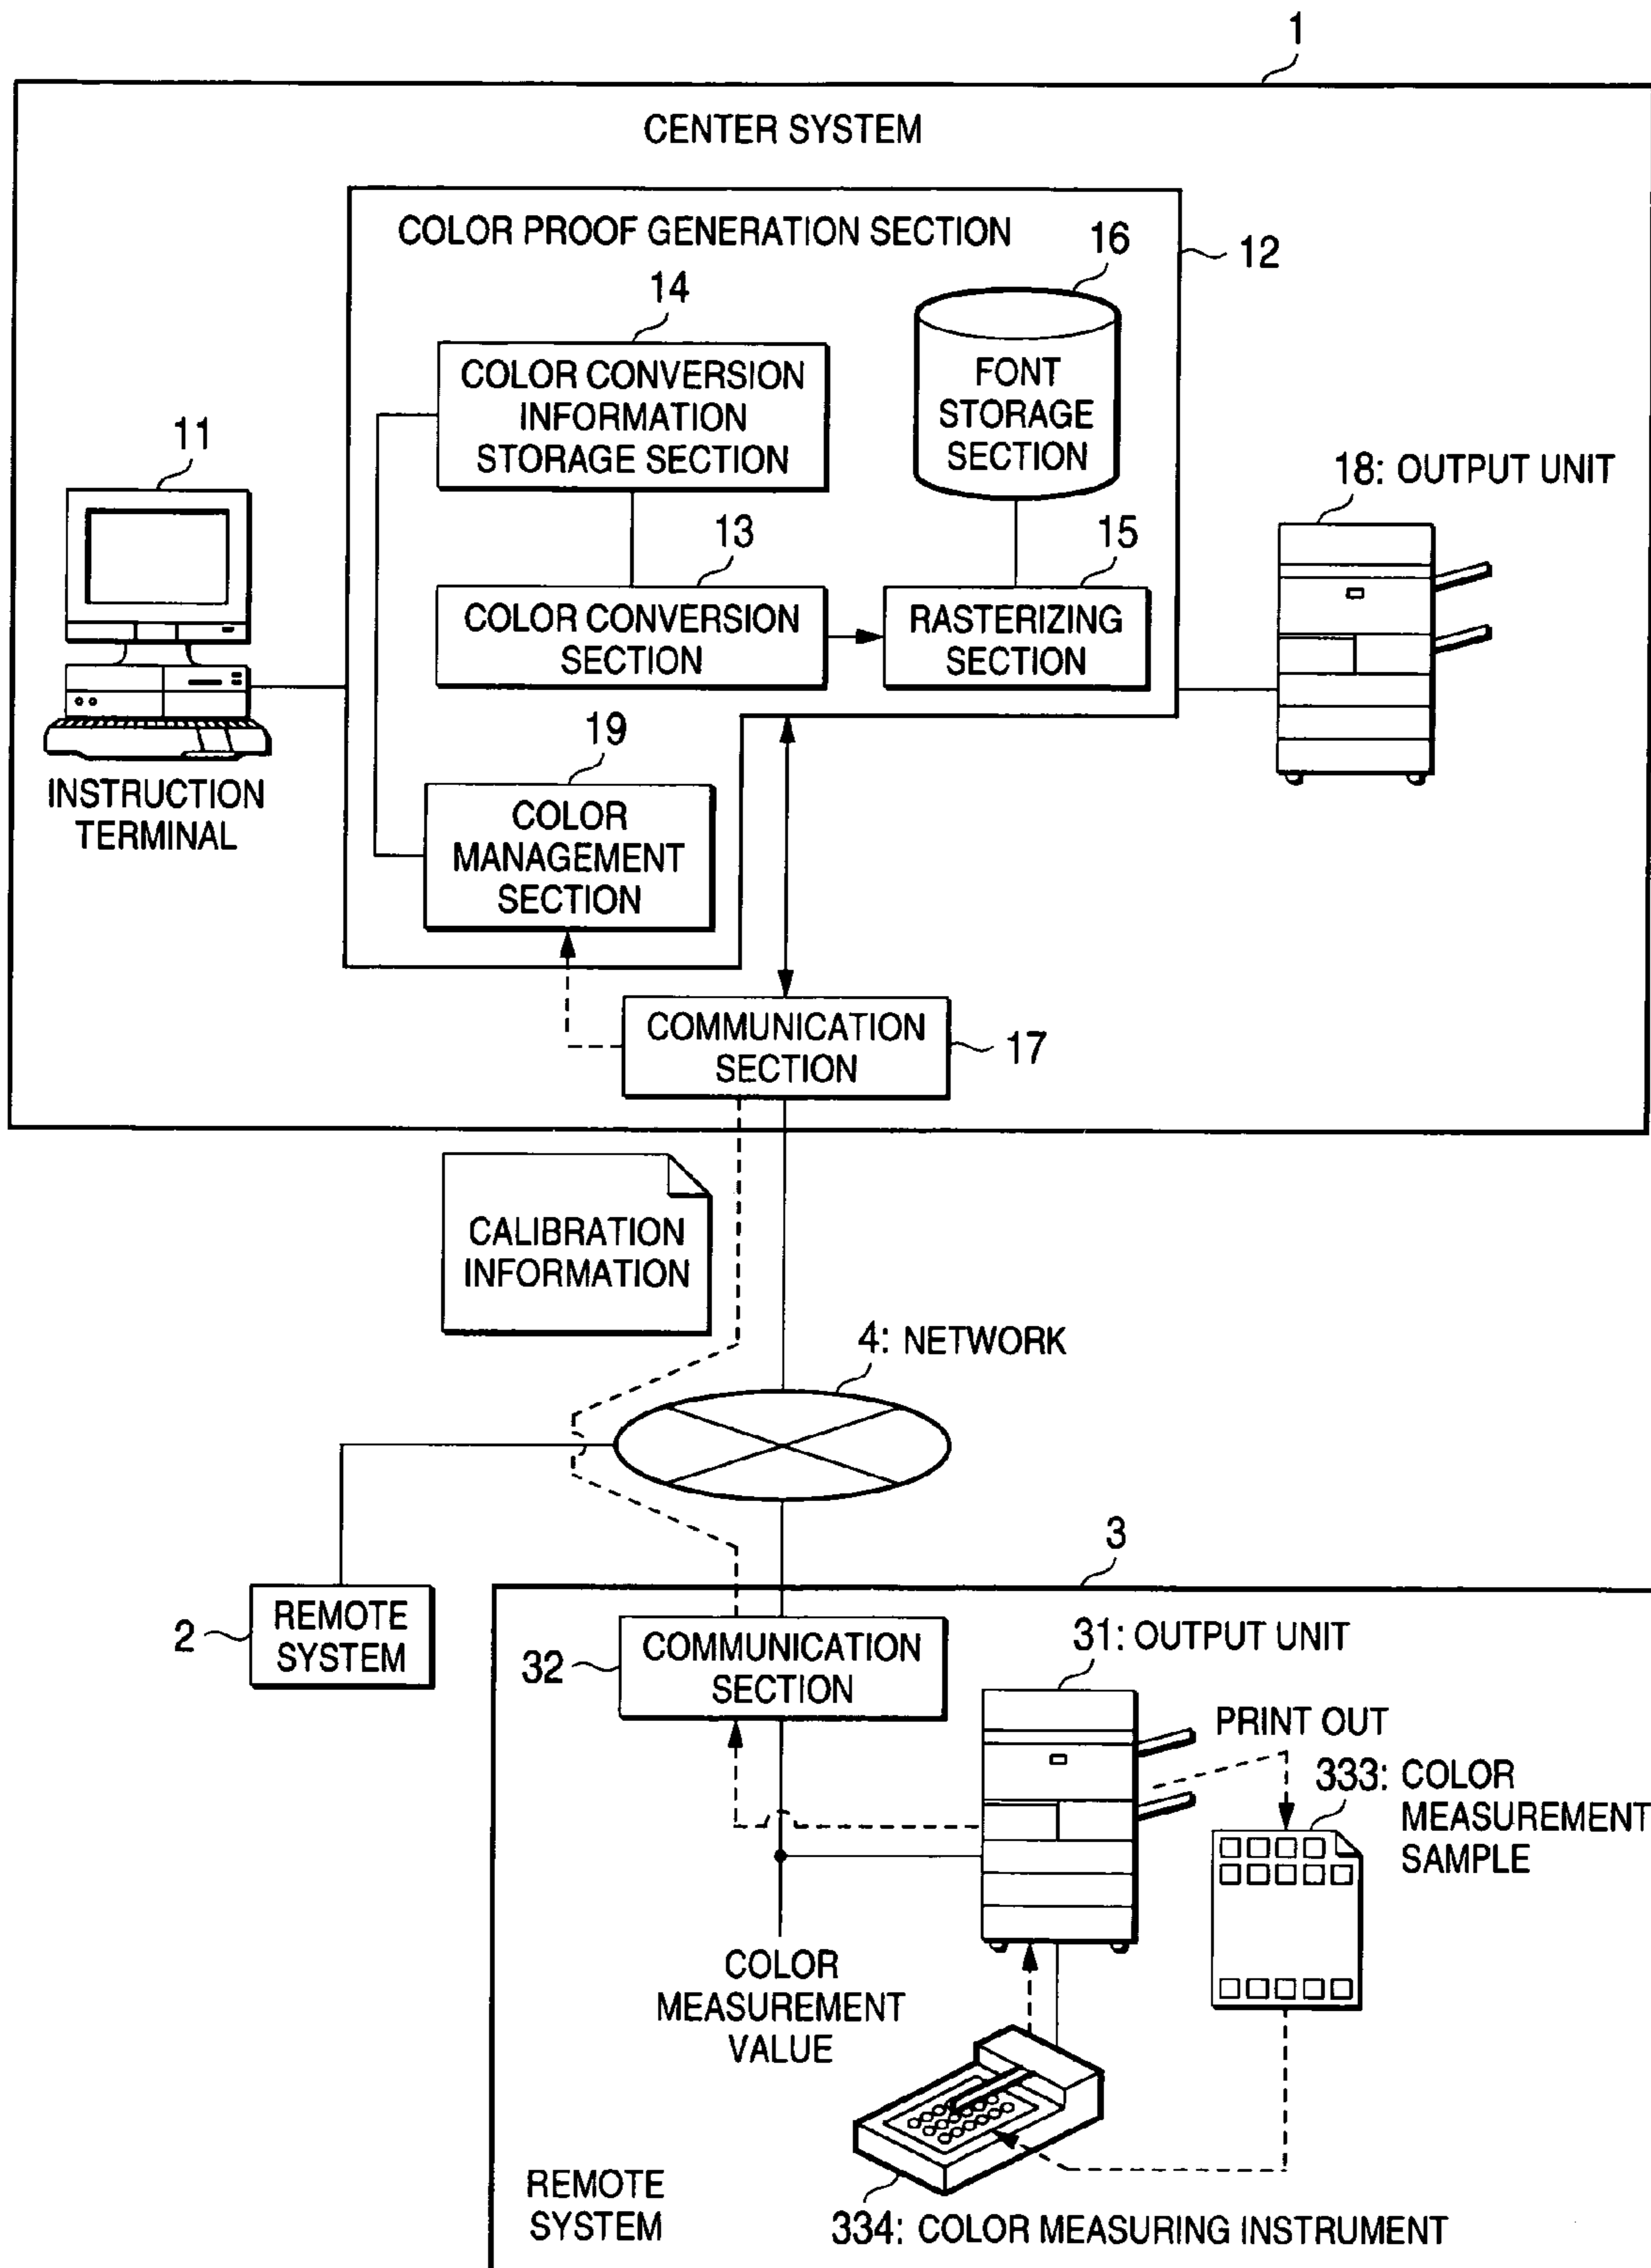 1
CENTER SYSTEM
COLOR PROOF GENERATION SECTION
12
16
14
COLOR CONVERSION
INFORMATION
STORAGE SECTION
FONT
STORAGE
SECTION
11
18: OUTPUT UNIT
13
15
COLOR CONVERSION
SECTION
RASTERIZING
SECTION
19
INSTRUCTION
TERMINAL
COLOR
MANAGEMENT
SECTION
COMMUNICATION
SECTION
17
CALIBRATION
INFORMATION
4: NETWORK
3
2
REMOTE
SYSTEM
32
COMMUNICATION
SECTION
31: OUTPUT UNIT
PRINT OUT
333: COLOR
MEASUREMENT
SAMPLE
COLOR
MEASUREMENT
VALUE
REMOTE
SYSTEM
334: COLOR MEASURING INSTRUMENT